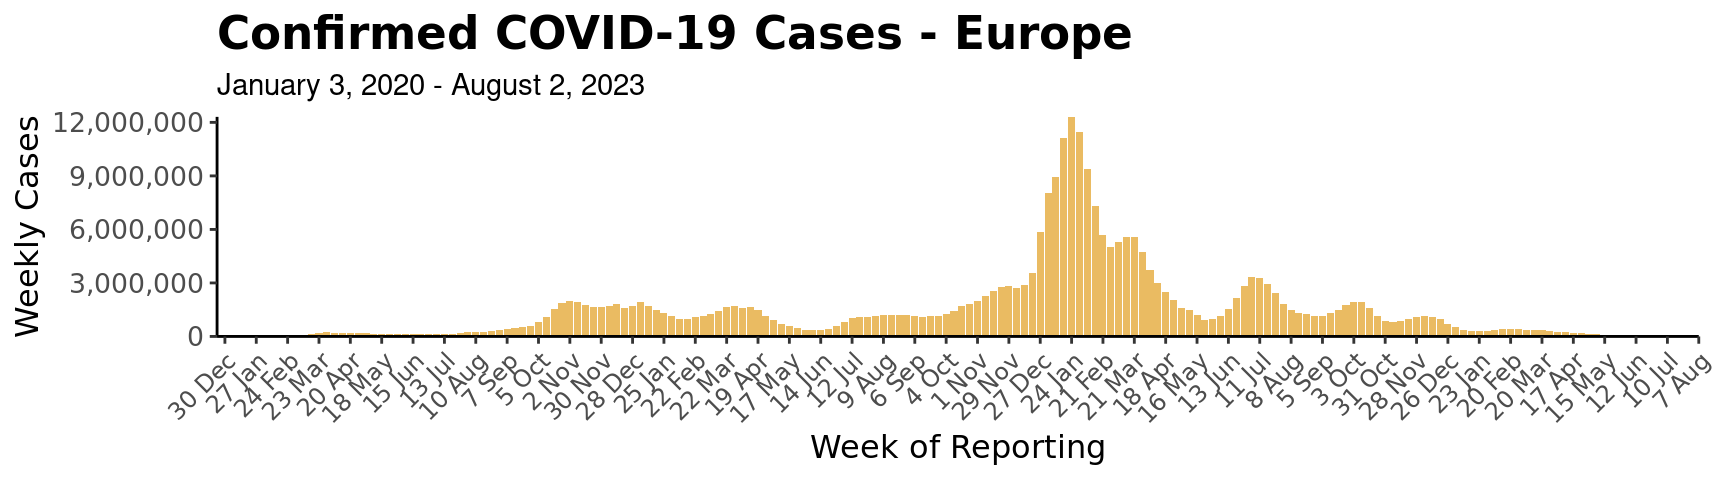 Confirmed COVID-19 Cases - Europe
January 3, 2020 - August 2, 2023
Weekly Cases
12,000,000
9,000,000
6,000,000
3,000,000
0
30 Dec
27 Jan
24 Feb
23 Mar
20 Apr
18 May
15 Jun
13 Jul
10 Aug
7 Sep
5 Oct
2 Nov
30 Nov
28 Dec
25 Jan
22 Feb
22 Mar
19 Apr
17 May
14 Jun
12 Jul
9 Aug
6 Sep
4 Oct
1 Nov
29 Nov
27 Dec
24 Jan
21 Feb
21 Mar
18 Apr
16 May
13 Jun
11 Jul
8 Aug
5 Sep
3 Oct
31 Oct
28 Nov
26 Dec
23 Jan
20 Feb
20 Mar
17 Apr
15 May
12 Jun
10 Jul
7 Aug
Week of Reporting